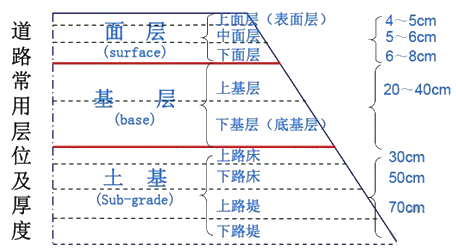 道路常用层位及厚度
面 层
(surface)
上面层（表面层）
中面层
下面层
4～5cm
5～6cm
6～8cm
基 层
(base)
上基层
下基层（底基层）
20～40cm
土 基
(Sub-grade)
上路床
下路床
上路堤
下路堤
30cm
50cm
70cm